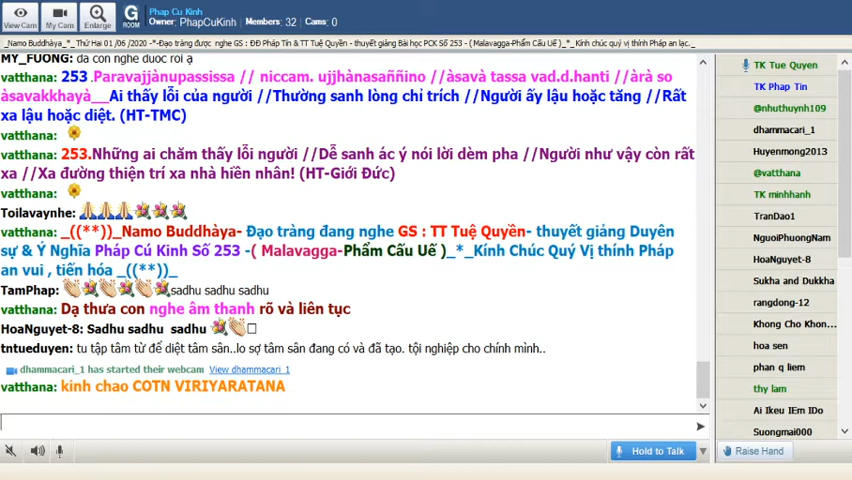 View Cam
My Cam
Enlarge
G
ROOM
Phap Cu Kinh
Owner: PhapCuKinh Members: 32 Cams: 0
_Namo Buddhàya_*_ Thứ Hai 01 /06 /2020 -*-Đạo tràng được nghe GS : ĐĐ Pháp Tín & TT Tuệ Quyền - thuyết giảng Bài học PCK Số 253 - ( Malavagga-Phẩm Cấu Uế )_*_Kính chúc quý vị thính Pháp an lạc._
MY_FUONG: da con nghe duoc roi ạ
vatthana: 253 .Paravajjànupassissa // niccam. ujjhànasaññino //àsavà tassa vad.d.hanti //àrà so
àsavakkhayà__Ai thấy lỗi của người //Thường sanh lòng chỉ trích //Người ấy lậu hoặc tăng //Rất
xa lậu hoặc diệt. (HT-TMC)
vatthana:
vatthana: 253.Những ai chăm thấy lỗi người //Dễ sanh ác ý nói lời dèm pha //Người như vậy còn rất
xa //Xa đường thiện trí xa nhà hiền nhân! (HT-Giới Đức)
vatthana:
Toilavaynhe:
vatthana: _((**))_Namo Buddhàya- Đạo tràng đang nghe GS : TT Tuệ Quyền- thuyết giảng Duyên
sự & Ý Nghĩa Pháp Cú Kinh Số 253 -( Malavagga-Phẩm Cấu Uế )_*_Kính Chúc Quý Vị thính Pháp
an vui , tiến hóa _((**))_
TamPhap: sadhu sadhu sadhu
vatthana: Dạ thưa con nghe âm thanh rõ và liên tục
HoaNguyet-8: Sadhu sadhu sadhu
tntueduyen: tu tập tâm từ để diệt tâm sân..lo sợ tâm sân đang có và đã tạo. tội nghiệp cho chính mình..
dhammacari_1 has started their webcam View dhammacari_1
vatthana: kinh chao COTN VIRIYARATANA
Hold to Talk
TK Tue Quyen
TK Phap Tin
@nhuthuynh109
dhammacari_1
Huyenmong2013
@vatthana
TK minhhanh
TranDao1
NguoiPhuongNam
HoaNguyet-8
Sukha and Dukkha
rangdong-12
Khong Cho Khon...
hoa sen
phan q liem
thy lam
Ai Ikeu IEm IDo
Suongmai000
Raise Hand